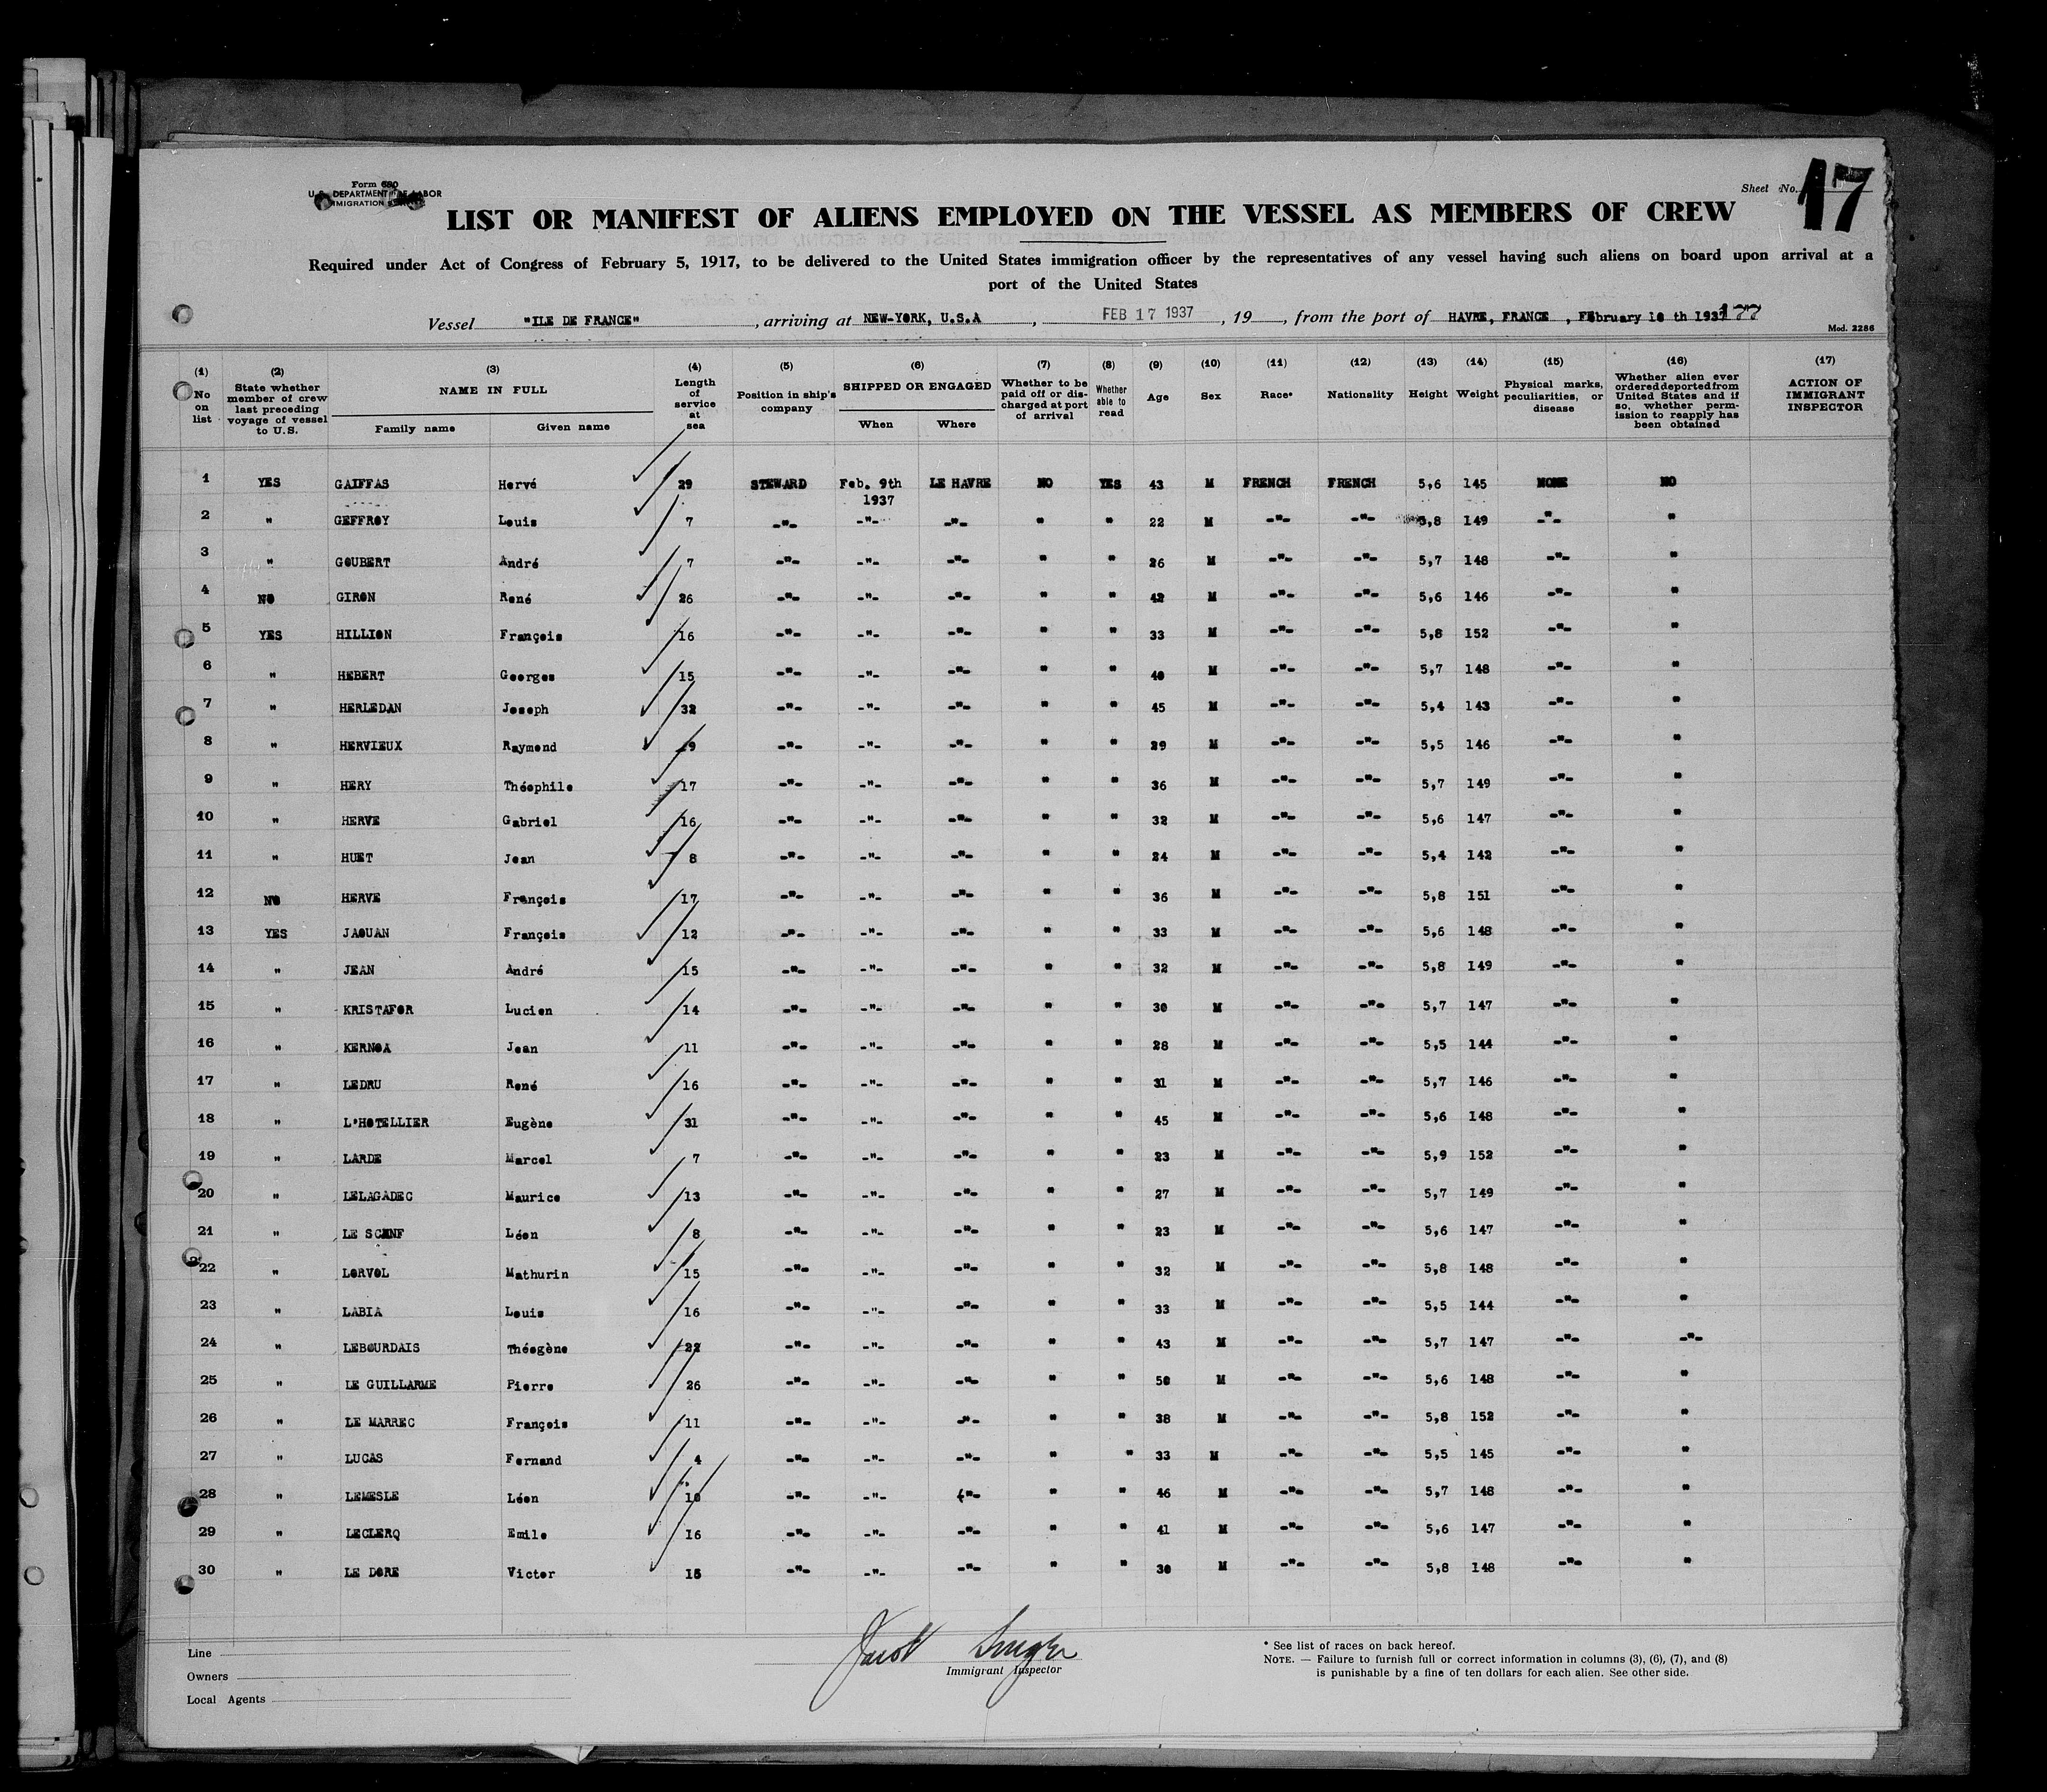 Form 680
U.S. DEPARTMENT OF LABOR
IMMIGRATION
Sheet No. 17
LIST OR MANIFEST OF ALIENS EMPLOYED ON THE VESSEL AS MEMBERS OF CREW
Required under Act of Congress of February 5, 1917, to be delivered to the United States immigration officer by the representatives of any vessel having such aliens on board upon arrival at a
port of the United States
Vessel "ILE DE FRANCE", arriving at NEW-YORK, U.S.A, FEB 17 1937, 19, from the port of HAVRE, FRANCE, FEbruary 10 th 1937 177
Mod. 2286
(1) No on list (2) State whether member of crew last preceding voyage of vessel to U.S. (3) NAME IN FULL Family name Given name (4) Length of service at sea (5) Position in ship's company (6) SHIPPED OR ENGAGED When Where (7) Whether to be paid off or discharged at port of arrival (8) Whether able to read (9) Age (10) Sex (11) Race* (12) Nationality (13) Height (14) Weight (15) Physical marks, peculiarities, or disease (16) Whether alien ever ordered deported from United States and if so, whether permission to reapply has been obtained (17) ACTION OF IMMIGRANT INSPECTOR
1 YES GAIFFAS Hervé 29 STEWARD Feb. 9th 1937 LE HAVRE NO YES 43 M FRENCH FRENCH 5,6 145 NONE NO
2 " GEFFROY Louis 7 -"- -"- -"- " " 22 M -"- -"- 5,8 149 -"- "
3 " GOUBERT André 7 -"- -"- -"- " " 26 M -"- -"- 5,7 148 -"- "
4 NO GIRON René 26 -"- -"- -"- " " 42 M -"- -"- 5,6 146 -"- "
5 YES HILLION François 16 -"- -"- -"- " " 33 M -"- -"- 5,8 152 -"- "
6 " HEBERT Georges 15 -"- -"- -"- " " 40 M -"- -"- 5,7 148 -"- "
7 " HERLEDAN Joseph 32 -"- -"- -"- " " 45 M -"- -"- 5,4 143 -"- "
8 " HERVIEUX Raymond -"- -"- -"- " " 29 M -"- -"- 5,5 146 -"- "
9 " HERY Théophile 17 -"- -"- -"- " " 36 M -"- -"- 5,7 149 -"- "
10 " HERVE Gabriel 16 -"- -"- -"- " " 32 M -"- -"- 5,6 147 -"- "
11 " HUET Jean 8 -"- -"- -"- " " 24 M -"- -"- 5,4 142 -"- "
12 NO HERVE François 17 -"- -"- -"- " " 36 M -"- -"- 5,8 151 -"- "
13 YES JAOUAN François 12 -"- -"- -"- " " 33 M -"- -"- 5,6 148 -"- "
14 " JEAN André 15 -"- -"- -"- " " 32 M -"- -"- 5,8 149 -"- "
15 " KRISTAFOR Lucien 14 -"- -"- -"- " " 30 M -"- -"- 5,7 147 -"- "
16 " KERNOA Jean 11 -"- -"- -"- " " 28 M -"- -"- 5,5 144 -"- "
17 " LEDRU René 16 -"- -"- -"- " " 31 M -"- -"- 5,7 146 -"- "
18 " L'HOTELLIER Eugène 31 -"- -"- -"- " " 45 M -"- -"- 5,6 148 -"- "
19 " LARDE Marcel 7 -"- -"- -"- " " 23 M -"- -"- 5,9 152 -"- "
20 " LELAGADEC Maurice 13 -"- -"- -"- " " 27 M -"- -"- 5,7 149 -"- "
21 " LE Léon 8 -"- -"- -"- " " 23 M -"- -"- 5,6 147 -"- "
22 " LORVOL Mathurin 15 -"- -"- -"- " " 32 M -"- -"- 5,8 148 -"- "
23 " LABIA Louis 16 -"- -"- -"- " " 33 M -"- -"- 5,5 144 -"- "
24 " LEBOURDAIS Théogène 22 -"- -"- -"- " " 43 M -"- -"- 5,7 147 -"- -"-
25 " LE GUILLARME Pierre 26 -"- -"- -"- " " 50 M -"- -"- 5,6 148 -"- "
26 " LE MARREC François 11 -"- -"- -"- " " 38 M -"- -"- 5,8 152 -"- "
27 " LUCAS Fernand 4 -"- -"- -"- " " 33 M -"- -"- 5,5 145 -"- "
28 " LEMESLE Léon -"- -"- -"- " " 46 M -"- -"- 5,7 148 -"- "
29 " LECLERQ Emile 16 -"- -"- -"- " " 41 M -"- -"- 5,6 147 -"- "
30 " LE DORE Victor 15 -"- -"- -"- " " 30 M -"- -"- 5,8 148 -"- "
Line
Owners
Local Agents
Jacob
Immigrant Inspector
* See list of races on back hereof.
NOTE. — Failure to furnish full or correct information in columns (3), (6), (7), and (8)
is punishable by a fine of ten dollars for each alien. See other side.